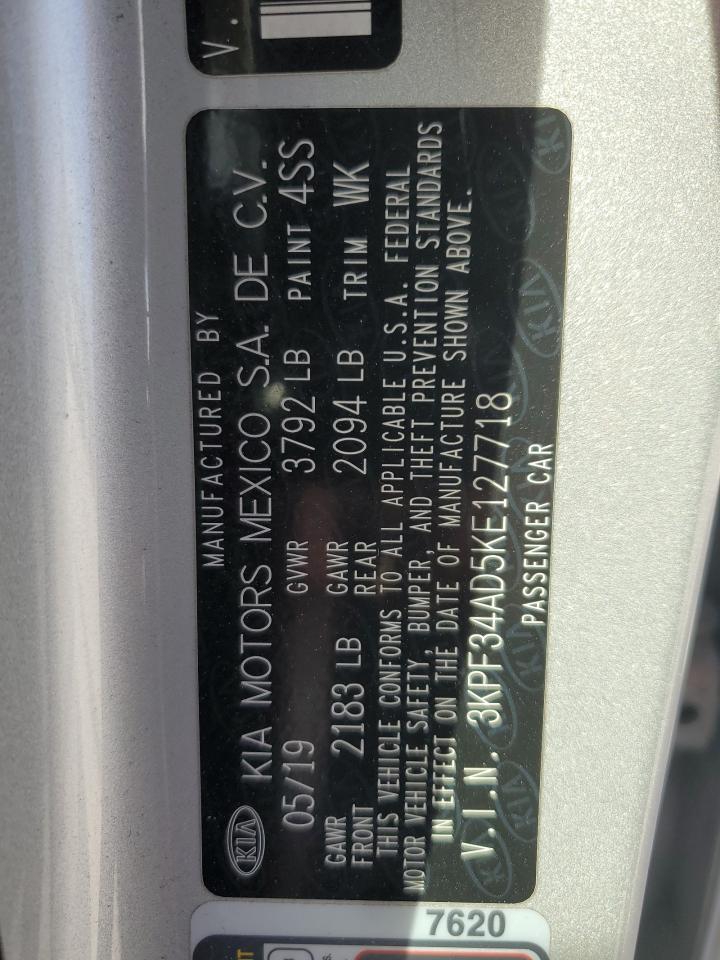 V.
MANUFACTURED BY
KIA KIA MOTORS MEXICO S.A. DE C.V.
05/19 GVWR 3792 LB PAINT 4SS
GAWR FRONT 2183 LB GAWR REAR 2094 LB TRIM WK
THIS VEHICLE CONFORMS TO ALL APPLICABLE U.S.A. FEDERAL
MOTOR VEHICLE SAFETY, BUMPER, AND THEFT PREVENTION STANDARDS
IN EFFECT ON THE DATE OF MANUFACTURE SHOWN ABOVE.
V.I.N. 3KPF34AD5KE127718
PASSENGER CAR
7620